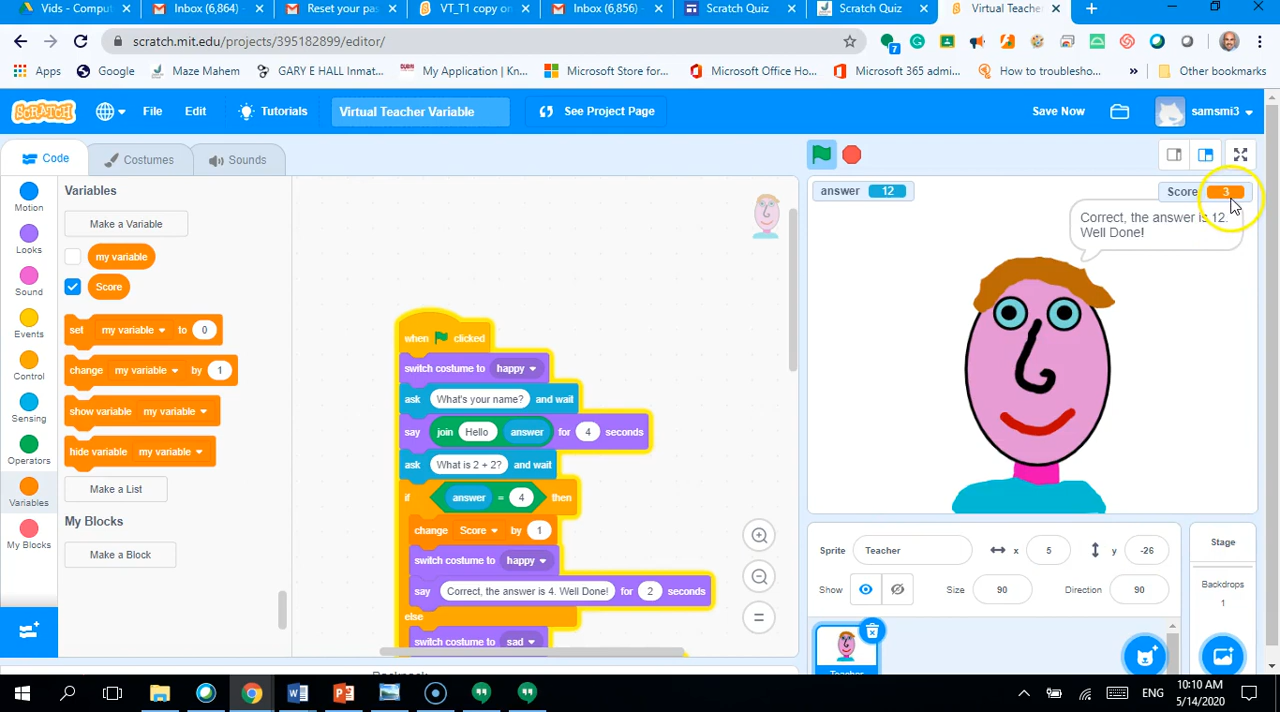 Vids - Comput
Inbox (6,864)
Reset your pas
VT_T1 copy on
Inbox (6,856)
Scratch Quiz
Scratch Quiz
Virtual Teache
scratch.mit.edu/projects/395182899/editor/
7
Apps
Google
Maze Mahem
GARY E HALL Inmat...
My Application | Kn...
Microsoft Store for...
Microsoft Office Ho...
Microsoft 365 admi...
How to troublesho...
»
Other bookmarks
SCRATCH
File
Edit
Tutorials
Virtual Teacher Variable
See Project Page
Save Now
samsmi3
Code
Costumes
Sounds
Motion
Looks
Sound
Events
Control
Sensing
Operators
Variables
My Blocks
Variables
Make a Variable
my variable
Score
set my variable to 0
change my variable by 1
show variable my variable
hide variable my variable
Make a List
My Blocks
Make a Block
when clicked
switch costume to happy
ask What's your name? and wait
say join Hello answer for 4 seconds
ask What is 2 + 2? and wait
if answer = 4 then
change Score by 1
switch costume to happy
say Correct, the answer is 4. Well Done! for 2 seconds
else
switch costume to sad
answer 12
Score 3
Correct, the answer is 12.
Well Done!
Sprite Teacher x 5 y -26
Show Size 90 Direction 90
Teacher
Stage
Backdrops
1
Backpack
ENG
10:10 AM
5/14/2020